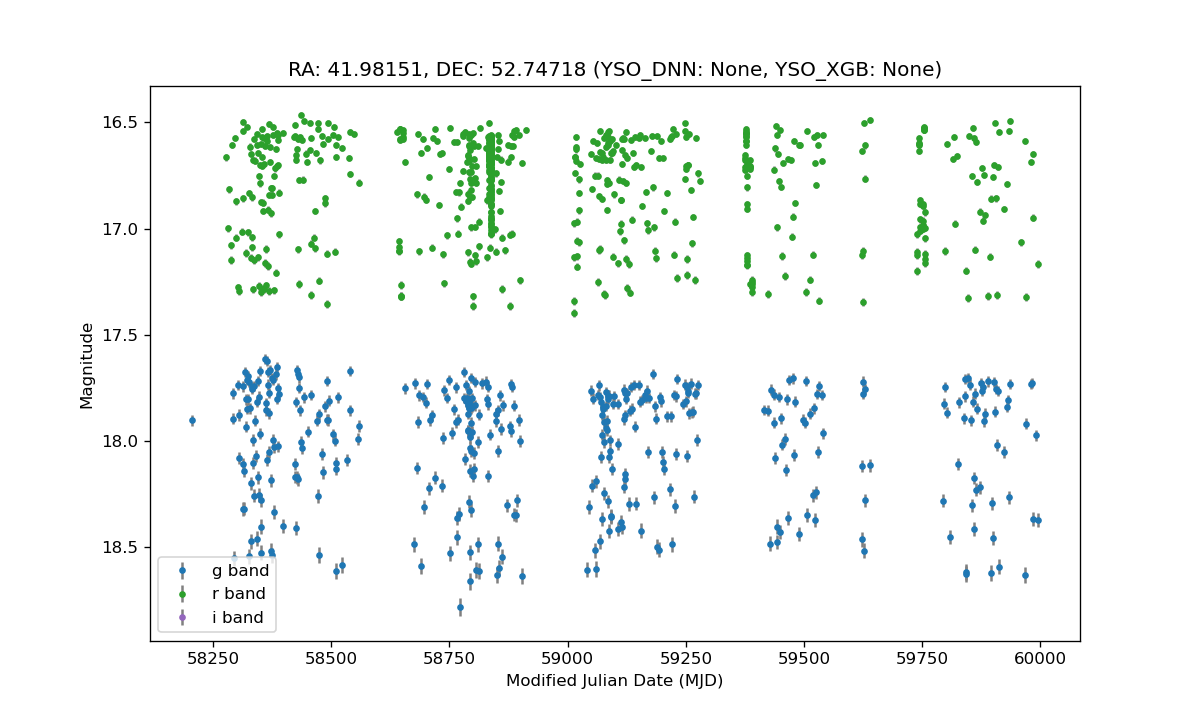 RA: 41.98151, DEC: 52.74718 (YSO_DNN: None, YSO_XGB: None)
16.5
17.0
17.5
18.0
18.5
Magnitude
g band
r band
i band
58250 58500 58750 59000 59250 59500 59750 60000
Modified Julian Date (MJD)